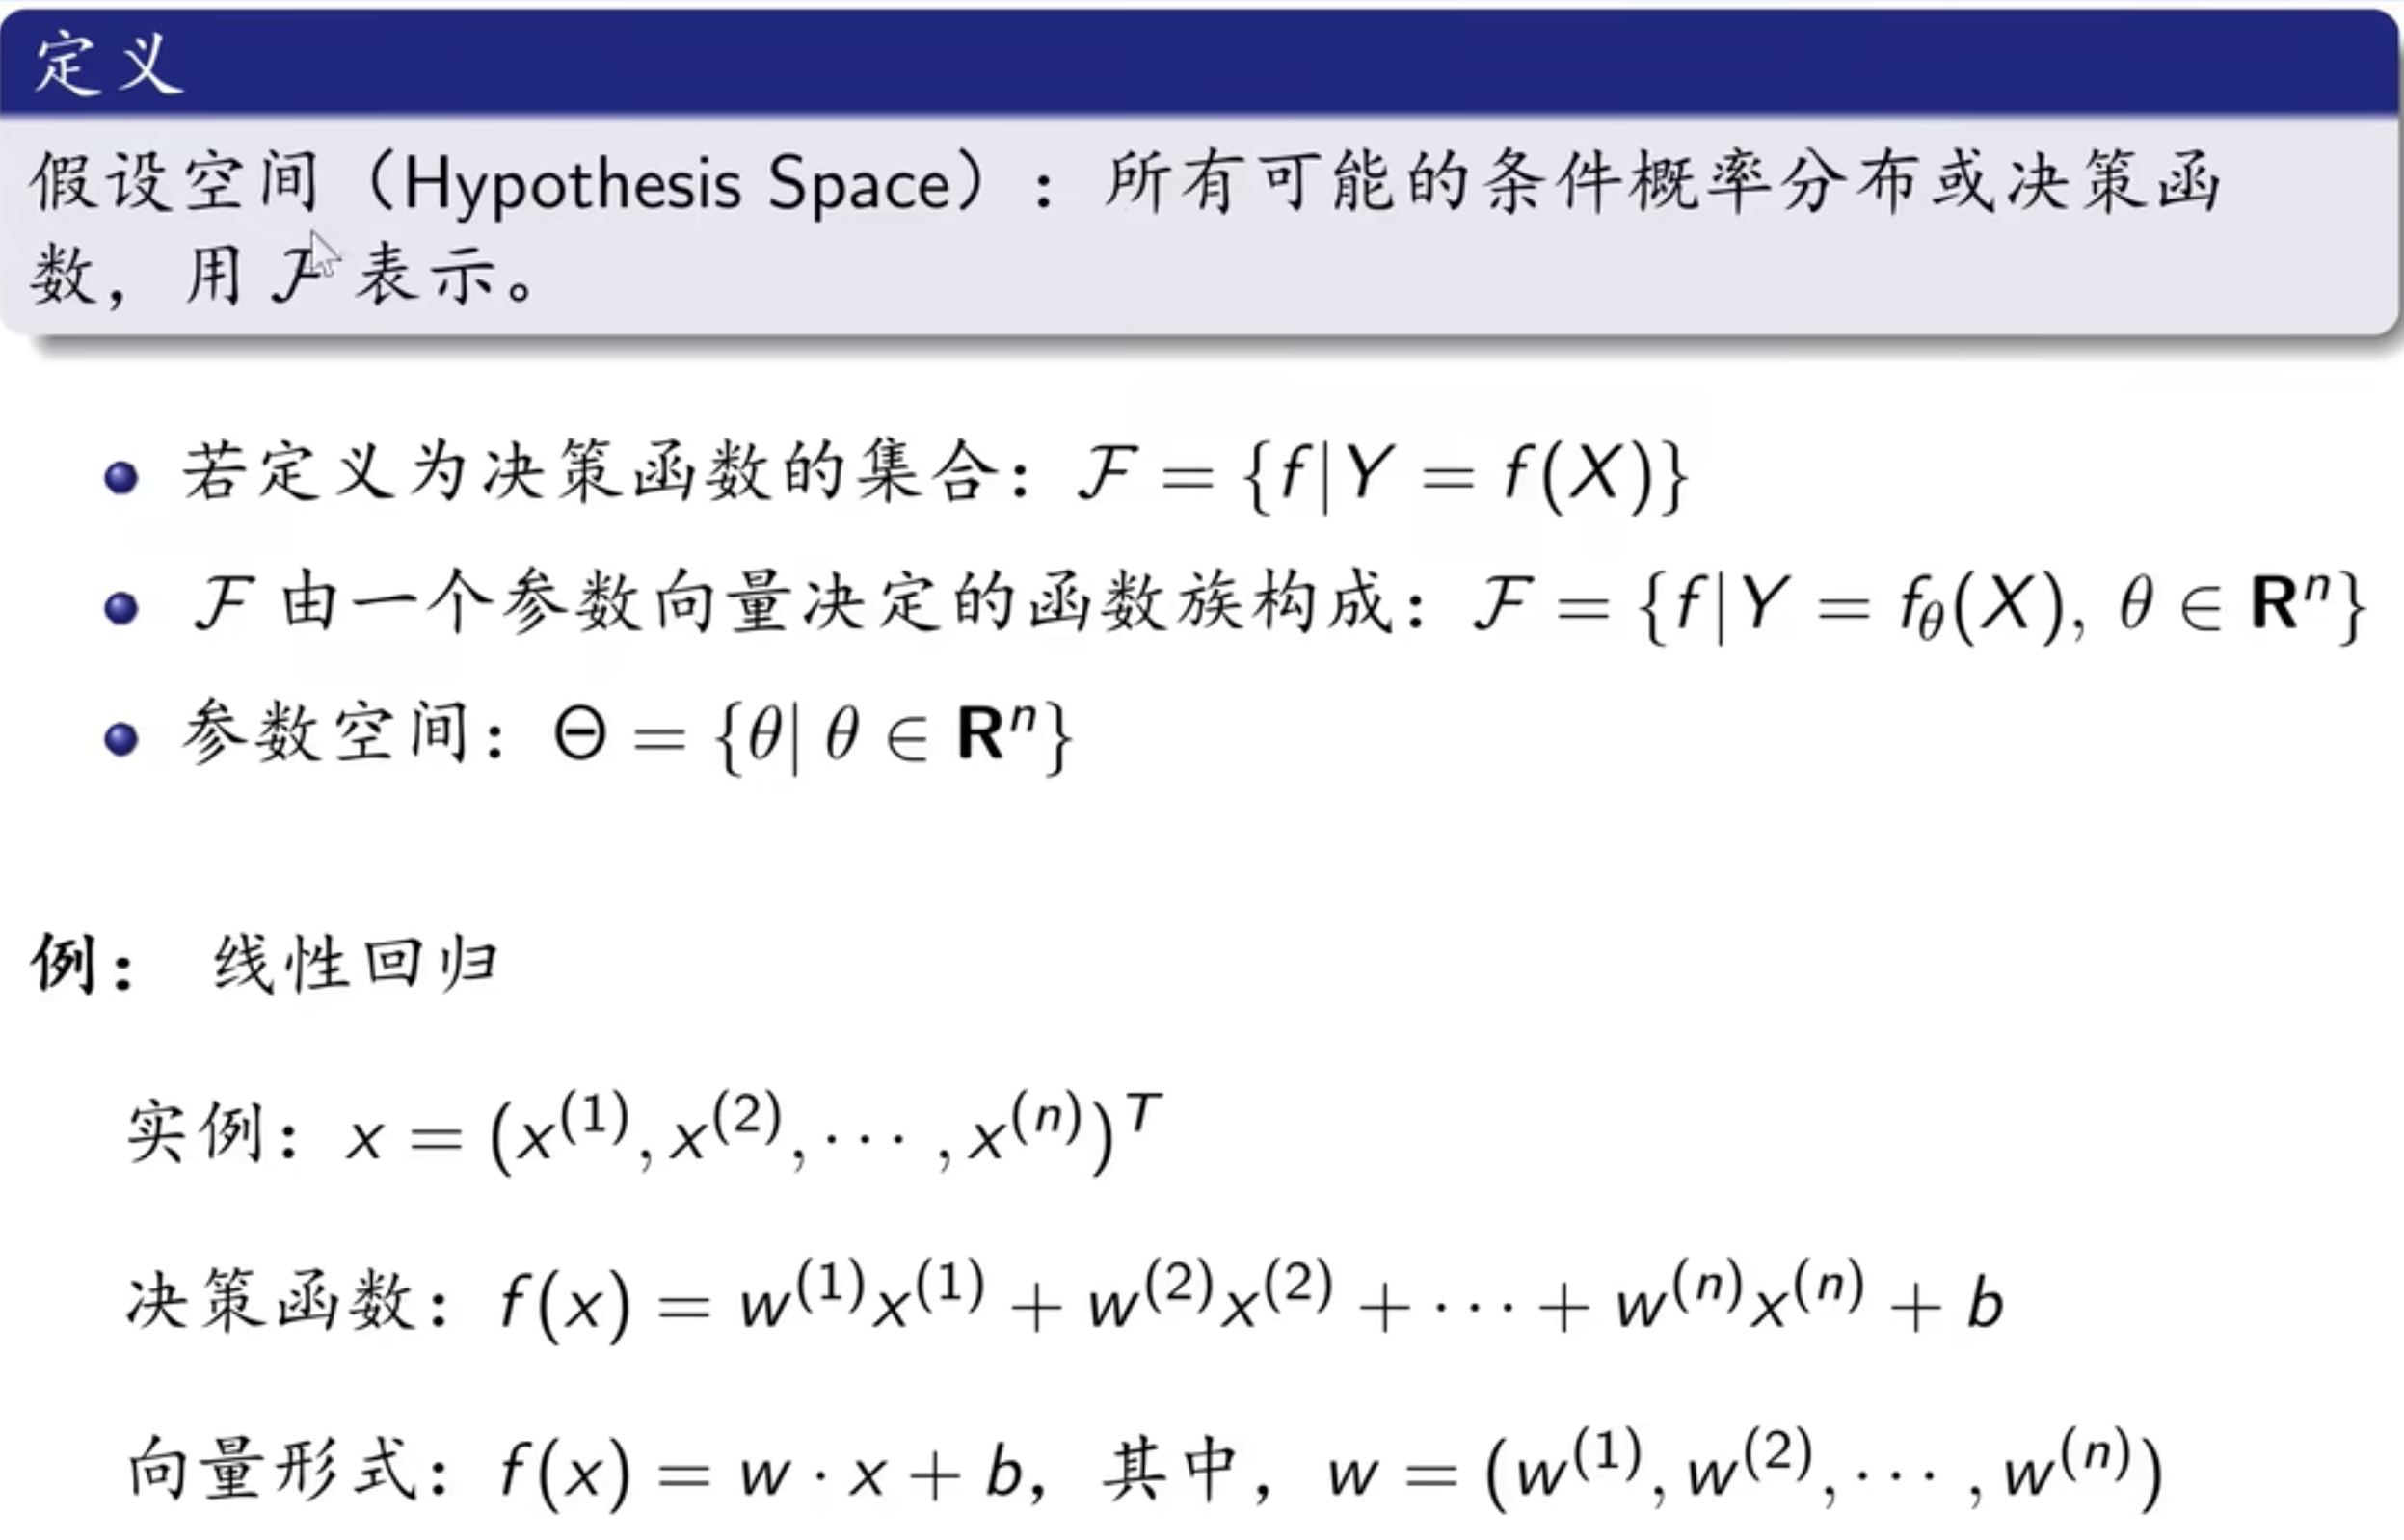 定义
假设空间（Hypothesis Space）：所有可能的条件概率分布或决策函
数，用 $\mathcal{F}$ 表示。
• 若定义为决策函数的集合：$\mathcal{F} = \{f | Y = f(X)\}$
• $\mathcal{F}$ 由一个参数向量决定的函数族构成：$\mathcal{F} = \{f | Y = f_{\theta}(X), \theta \in \mathbf{R}^n\}$
• 参数空间：$\Theta = \{\theta | \theta \in \mathbf{R}^n\}$
例： 线性回归
实例：$x = (x^{(1)}, x^{(2)}, \cdots, x^{(n)})^T$
决策函数：$f(x) = w^{(1)}x^{(1)} + w^{(2)}x^{(2)} + \cdots + w^{(n)}x^{(n)} + b$
向量形式：$f(x) = w \cdot x + b$，其中，$w = (w^{(1)}, w^{(2)}, \cdots, w^{(n)})$